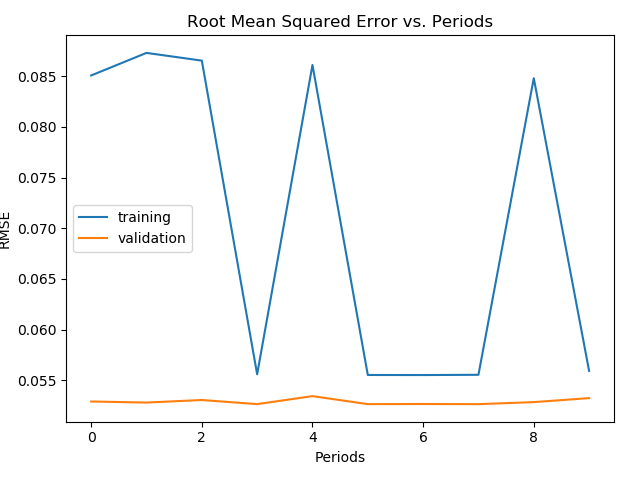 Root Mean Squared Error vs. Periods
0.085
0.080
0.075
0.070
0.065
0.060
0.055
RMSE
training
validation
0 2 4 6 8
Periods